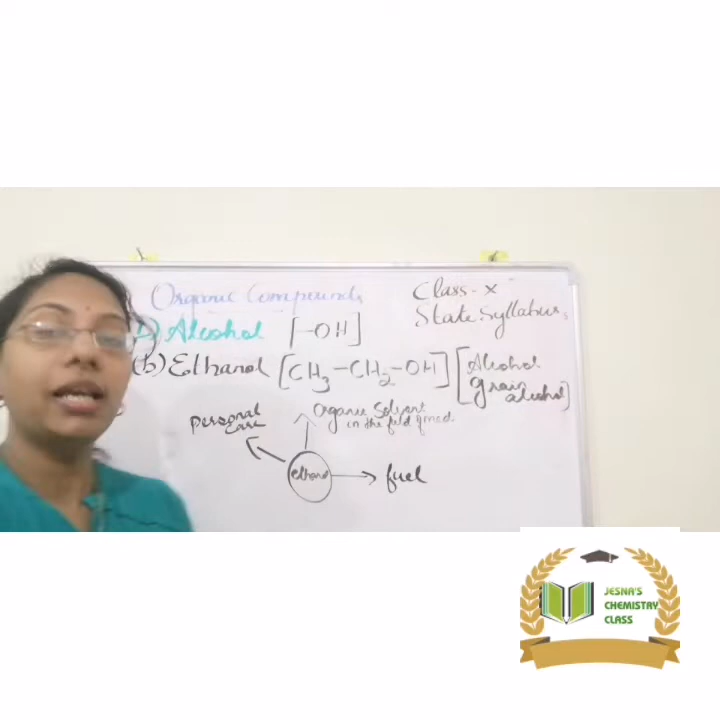 Organic Compounds
Class-X
State Syllabus
Alcohol [-OH]
(b) Ethanol [CH3-CH2-OH] [Alcohol
grain alcohol]
personal care
Organic Solvent
in the field of med.
ethanol
fuel
JESNA'S
CHEMISTRY
CLASS